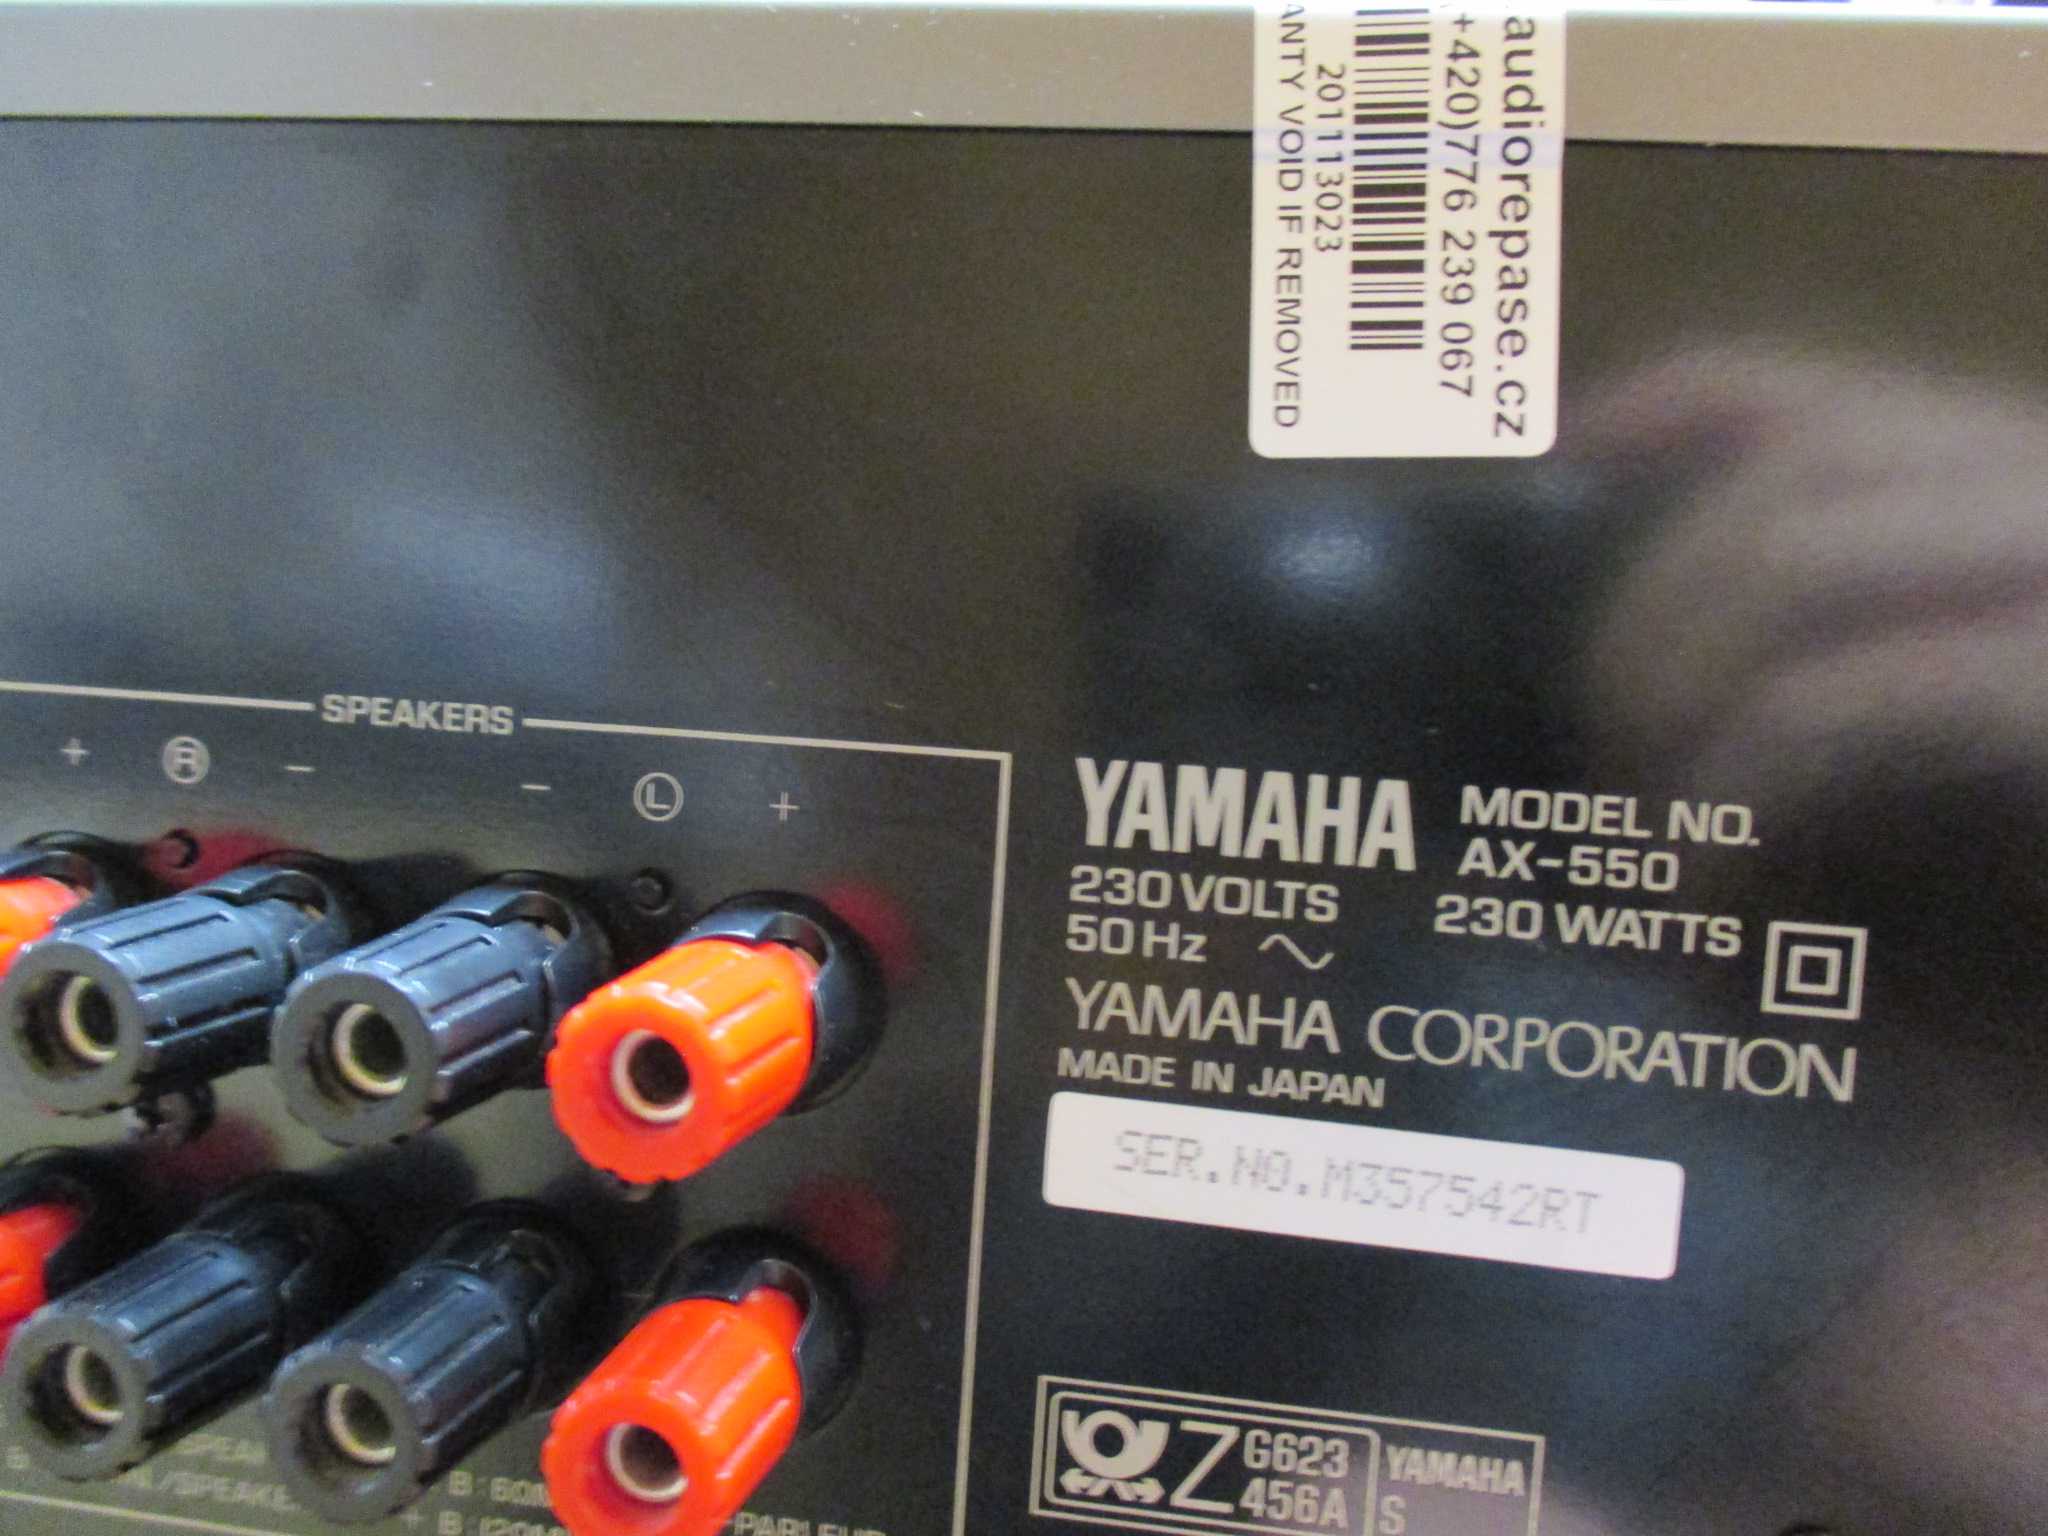 audiorepase.cz
+420)776 239 067
2011113023
ANTY VOID IF REMOVED
SPEAKERS
+ R - - L +
YAMAHA MODEL NO.
AX-550
230 VOLTS 230 WATTS
50 Hz
YAMAHA CORPORATION
MADE IN JAPAN
SER.NO.M357542RT
Z G623 YAMAHA
456A S